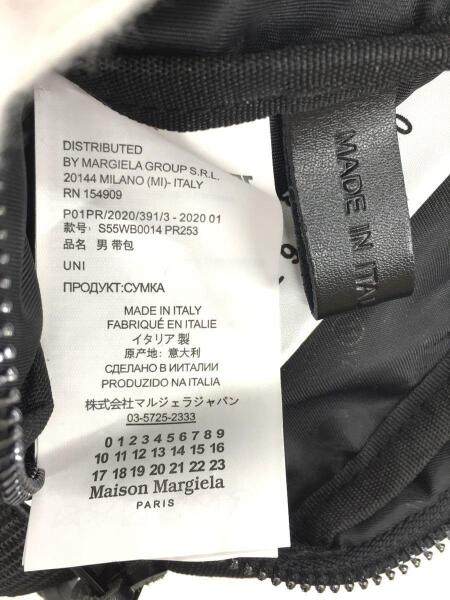 DISTRIBUTED
BY MARGIELA GROUP S.R.L.
20144 MILANO (MI)- ITALY
RN 154909
P01PR/2020/391/3 - 2020 01
款号: S55WB0014 PR253
品名 男 带包
UNI
ПРОДУКТ:СУМКА
MADE IN ITALY
FABRIQUÉ EN ITALIE
イタリア 製
原产地: 意大利
СДЕЛАНО В ИИТАЛИИ
PRODUZIDO NA ITALIA
株式会社マルジェラジャパン
03-5725-2333
0 1 2 3 4 5 6 7 8 9
10 11 12 13 14 15 16
17 18 19 20 21 22 23
Maison Margiela
PARIS
MADE IN ITALY